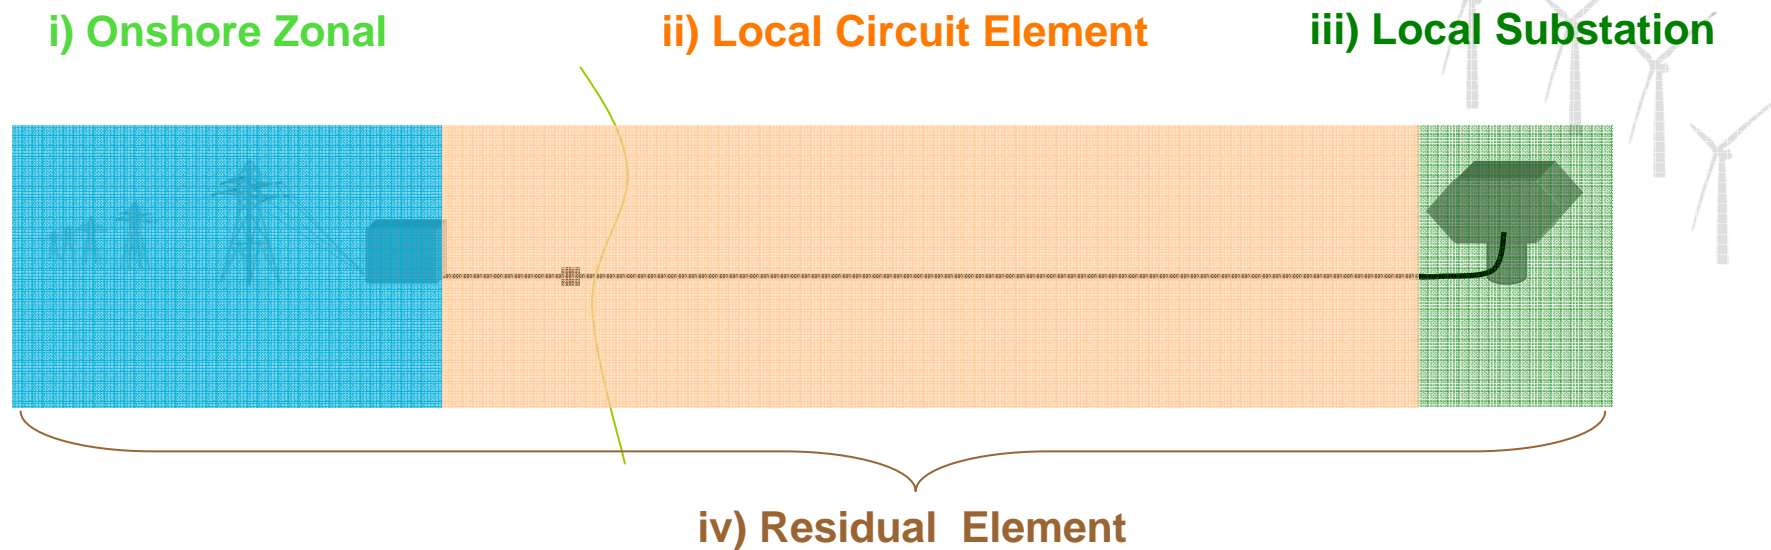 i) Onshore Zonal
ii) Local Circuit Element
iii) Local Substation
iv) Residual  Element